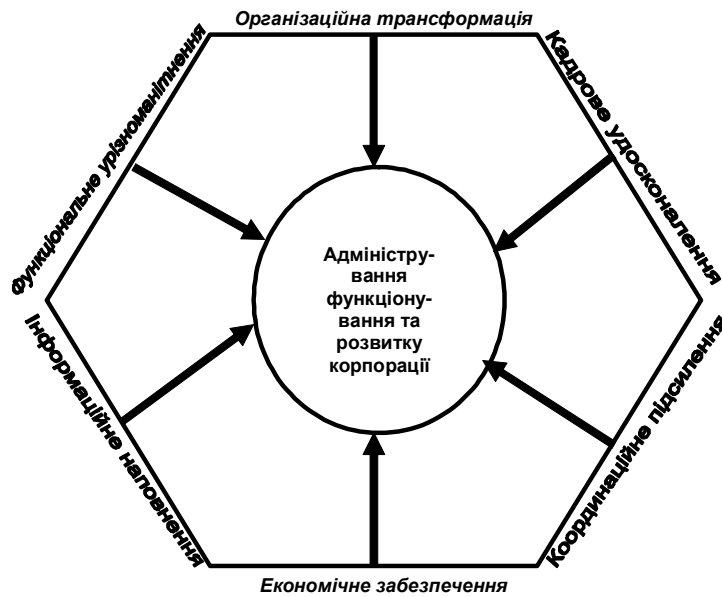 Організаційна трансформація
Кадрове удосконалення
Функціональне урізноманітнення
Адміністру-
вання
функціону-
вання та
розвитку
корпорації
Інформаційне наповнення
Координаційне підсилення
Економічне забезпечення